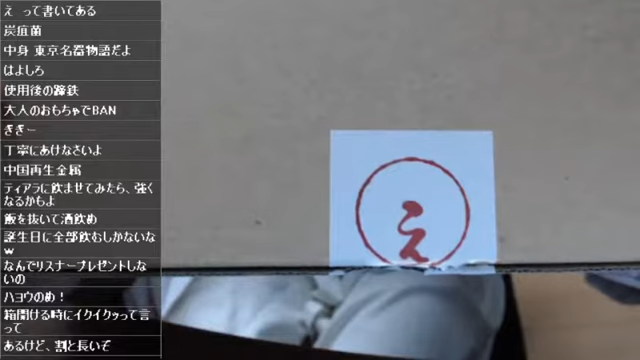 え って書いてある
炭疽菌
中身 東京名器物語だよ
はよしろ
使用後の蹄鉄
大人のおもちゃでBAN
ききー
丁寧にあけなさいよ
中国再生金属
ティアラに飲ませてみたら、強く
なるかもよ
飯を抜いて酒飲め
誕生日に全部飲むしかないな
w
なんでリスナープレゼントしな
いの
ハヨウのめ！
箱開ける時にイクイクゥって言
って
あるけど、割と長いぞ
え